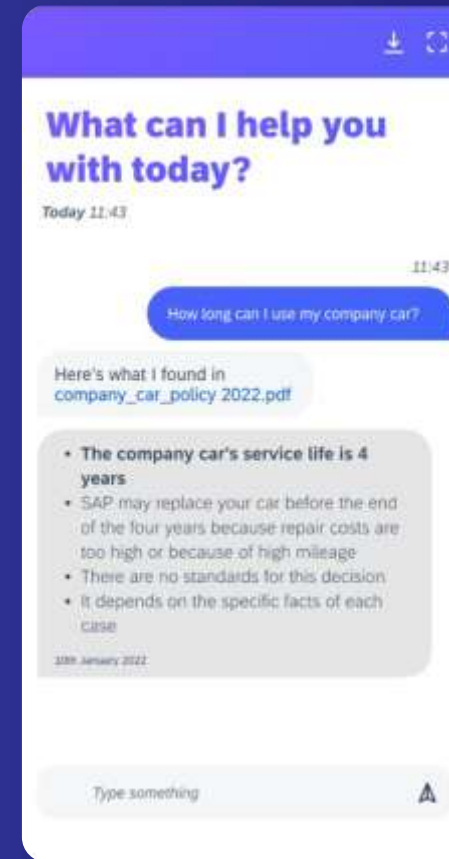 What can I help you
with today?
Today 11:43
11:43
How long can I use my company car?
Here's what I found in
company_car_policy 2022.pdf
• The company car's service life is 4
years
• SAP may replace your car before the end
of the four years because repair costs are
too high or because of high mileage
• There are no standards for this decision
• It depends on the specific facts of each
case
10th January 2022
Type something